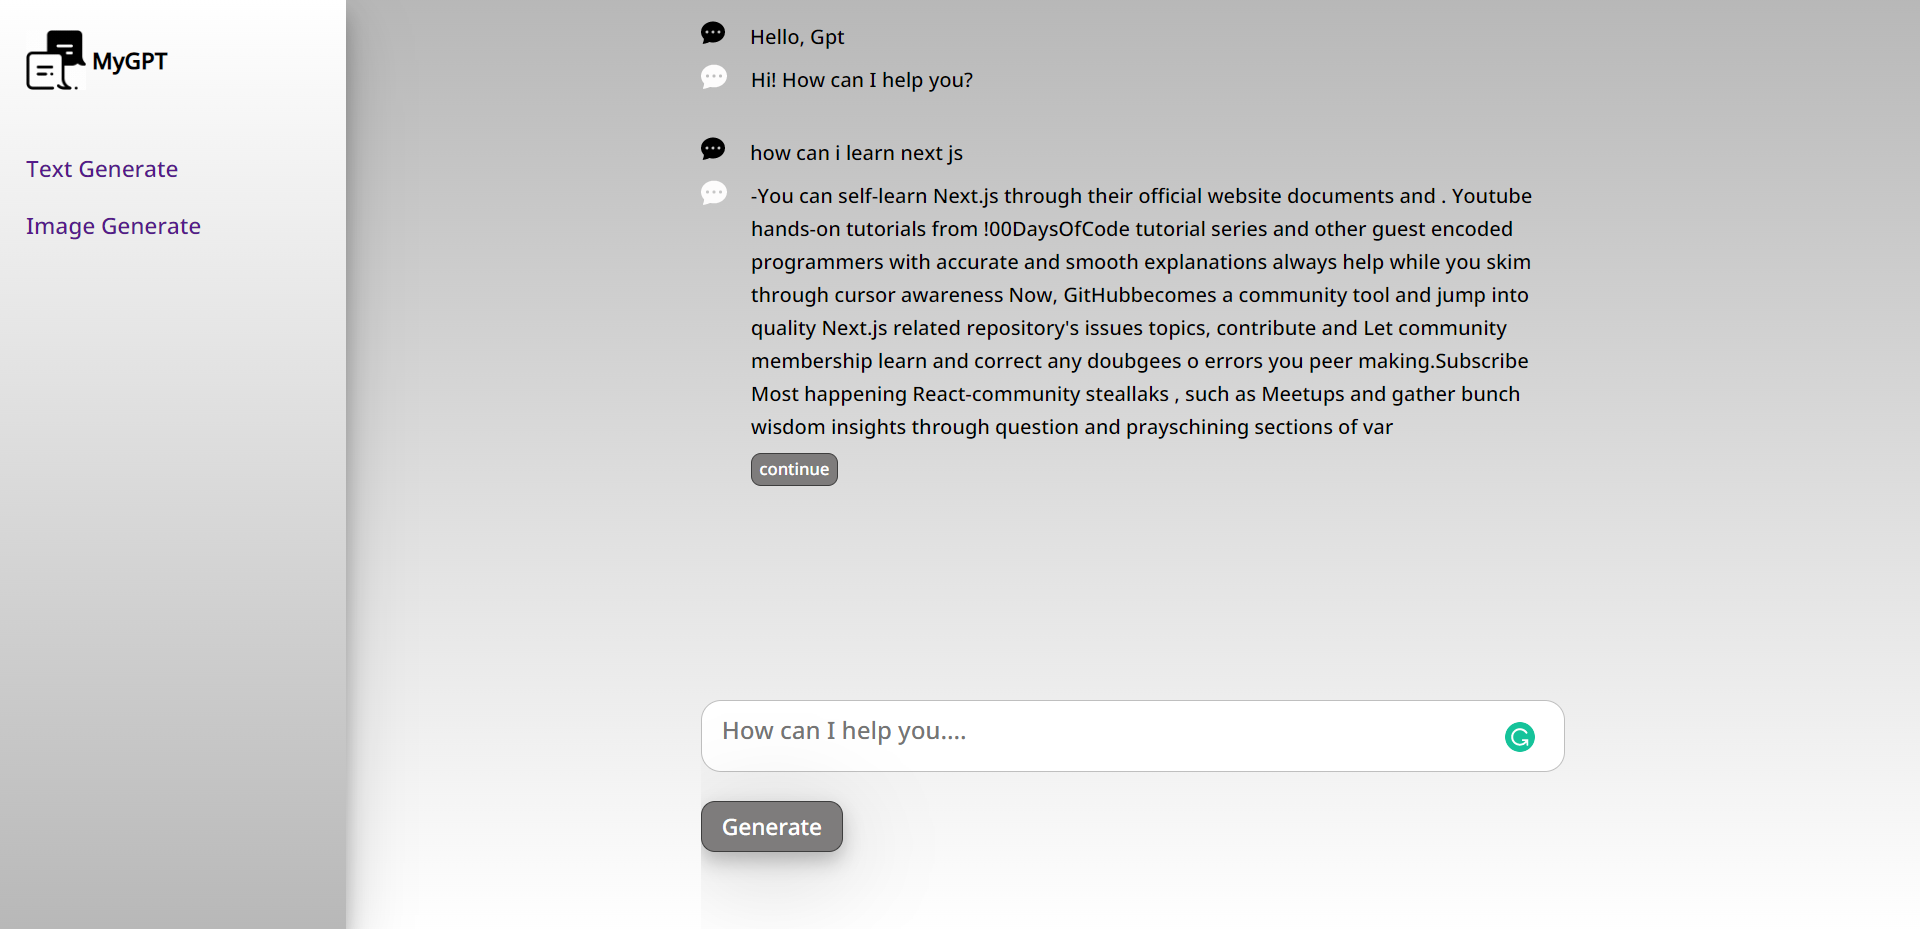 MyGPT
Text Generate
Image Generate
Hello, Gpt
Hi! How can I help you?
how can i learn next js
-You can self-learn Next.js through their official website documents and . Youtube
hands-on tutorials from !00DaysOfCode tutorial series and other guest encoded
programmers with accurate and smooth explanations always help while you skim
through cursor awareness Now, GitHubbecomes a community tool and jump into
quality Next.js related repository's issues topics, contribute and Let community
membership learn and correct any doubgees o errors you peer making.Subscribe
Most happening React-community steallaks , such as Meetups and gather bunch
wisdom insights through question and prayschining sections of var
continue
How can I help you....
Generate